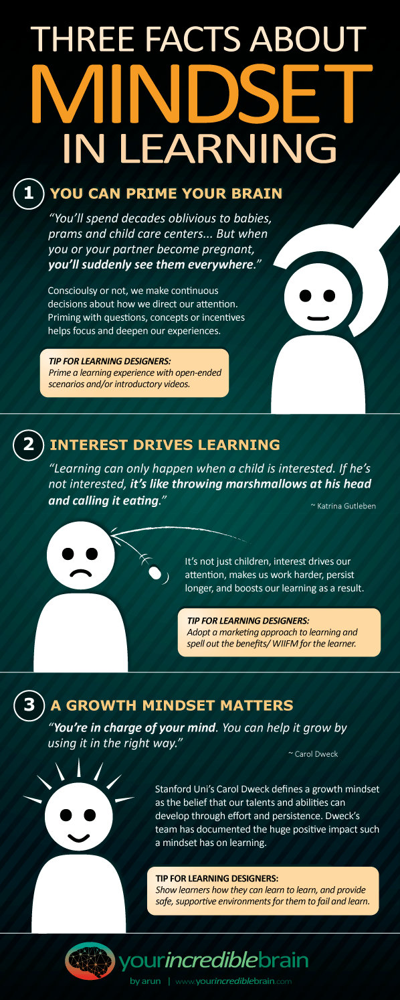 THREE FACTS ABOUT
MINDSET
IN LEARNING
1 YOU CAN PRIME YOUR BRAIN
“You’ll spend decades oblivious to babies,
prams and child care centers... But when
you or your partner become pregnant,
you’ll suddenly see them everywhere.”
Conscioulsy or not, we make continuous
decisions about how we direct our attention.
Priming with questions, concepts or incentives
helps focus and deepen our experiences.
TIP FOR LEARNING DESIGNERS:
Prime a learning experience with open-ended
scenarios and/or introductory videos.
2 INTEREST DRIVES LEARNING
“Learning can only happen when a child is interested. If he’s
not interested, it’s like throwing marshmallows at his head
and calling it eating.”
~ Katrina Gutleben
It’s not just children, interest drives our
attention, makes us work harder, persist
longer, and boosts our learning as a result.
TIP FOR LEARNING DESIGNERS:
Adopt a marketing approach to learning and
spell out the benefits/ WIIFM for the learner.
3 A GROWTH MINDSET MATTERS
“You’re in charge of your mind. You can help it grow by
using it in the right way.”
~ Carol Dweck
Stanford Uni’s Carol Dweck defines a growth mindset
as the belief that our talents and abilities can
develop through effort and persistence. Dweck’s
team has documented the huge positive impact such
a mindset has on learning.
TIP FOR LEARNING DESIGNERS:
Show learners how they can learn to learn, and provide
safe, supportive environments for them to fail and learn.
yourincrediblebrain
by arun | www.yourincrediblebrain.com